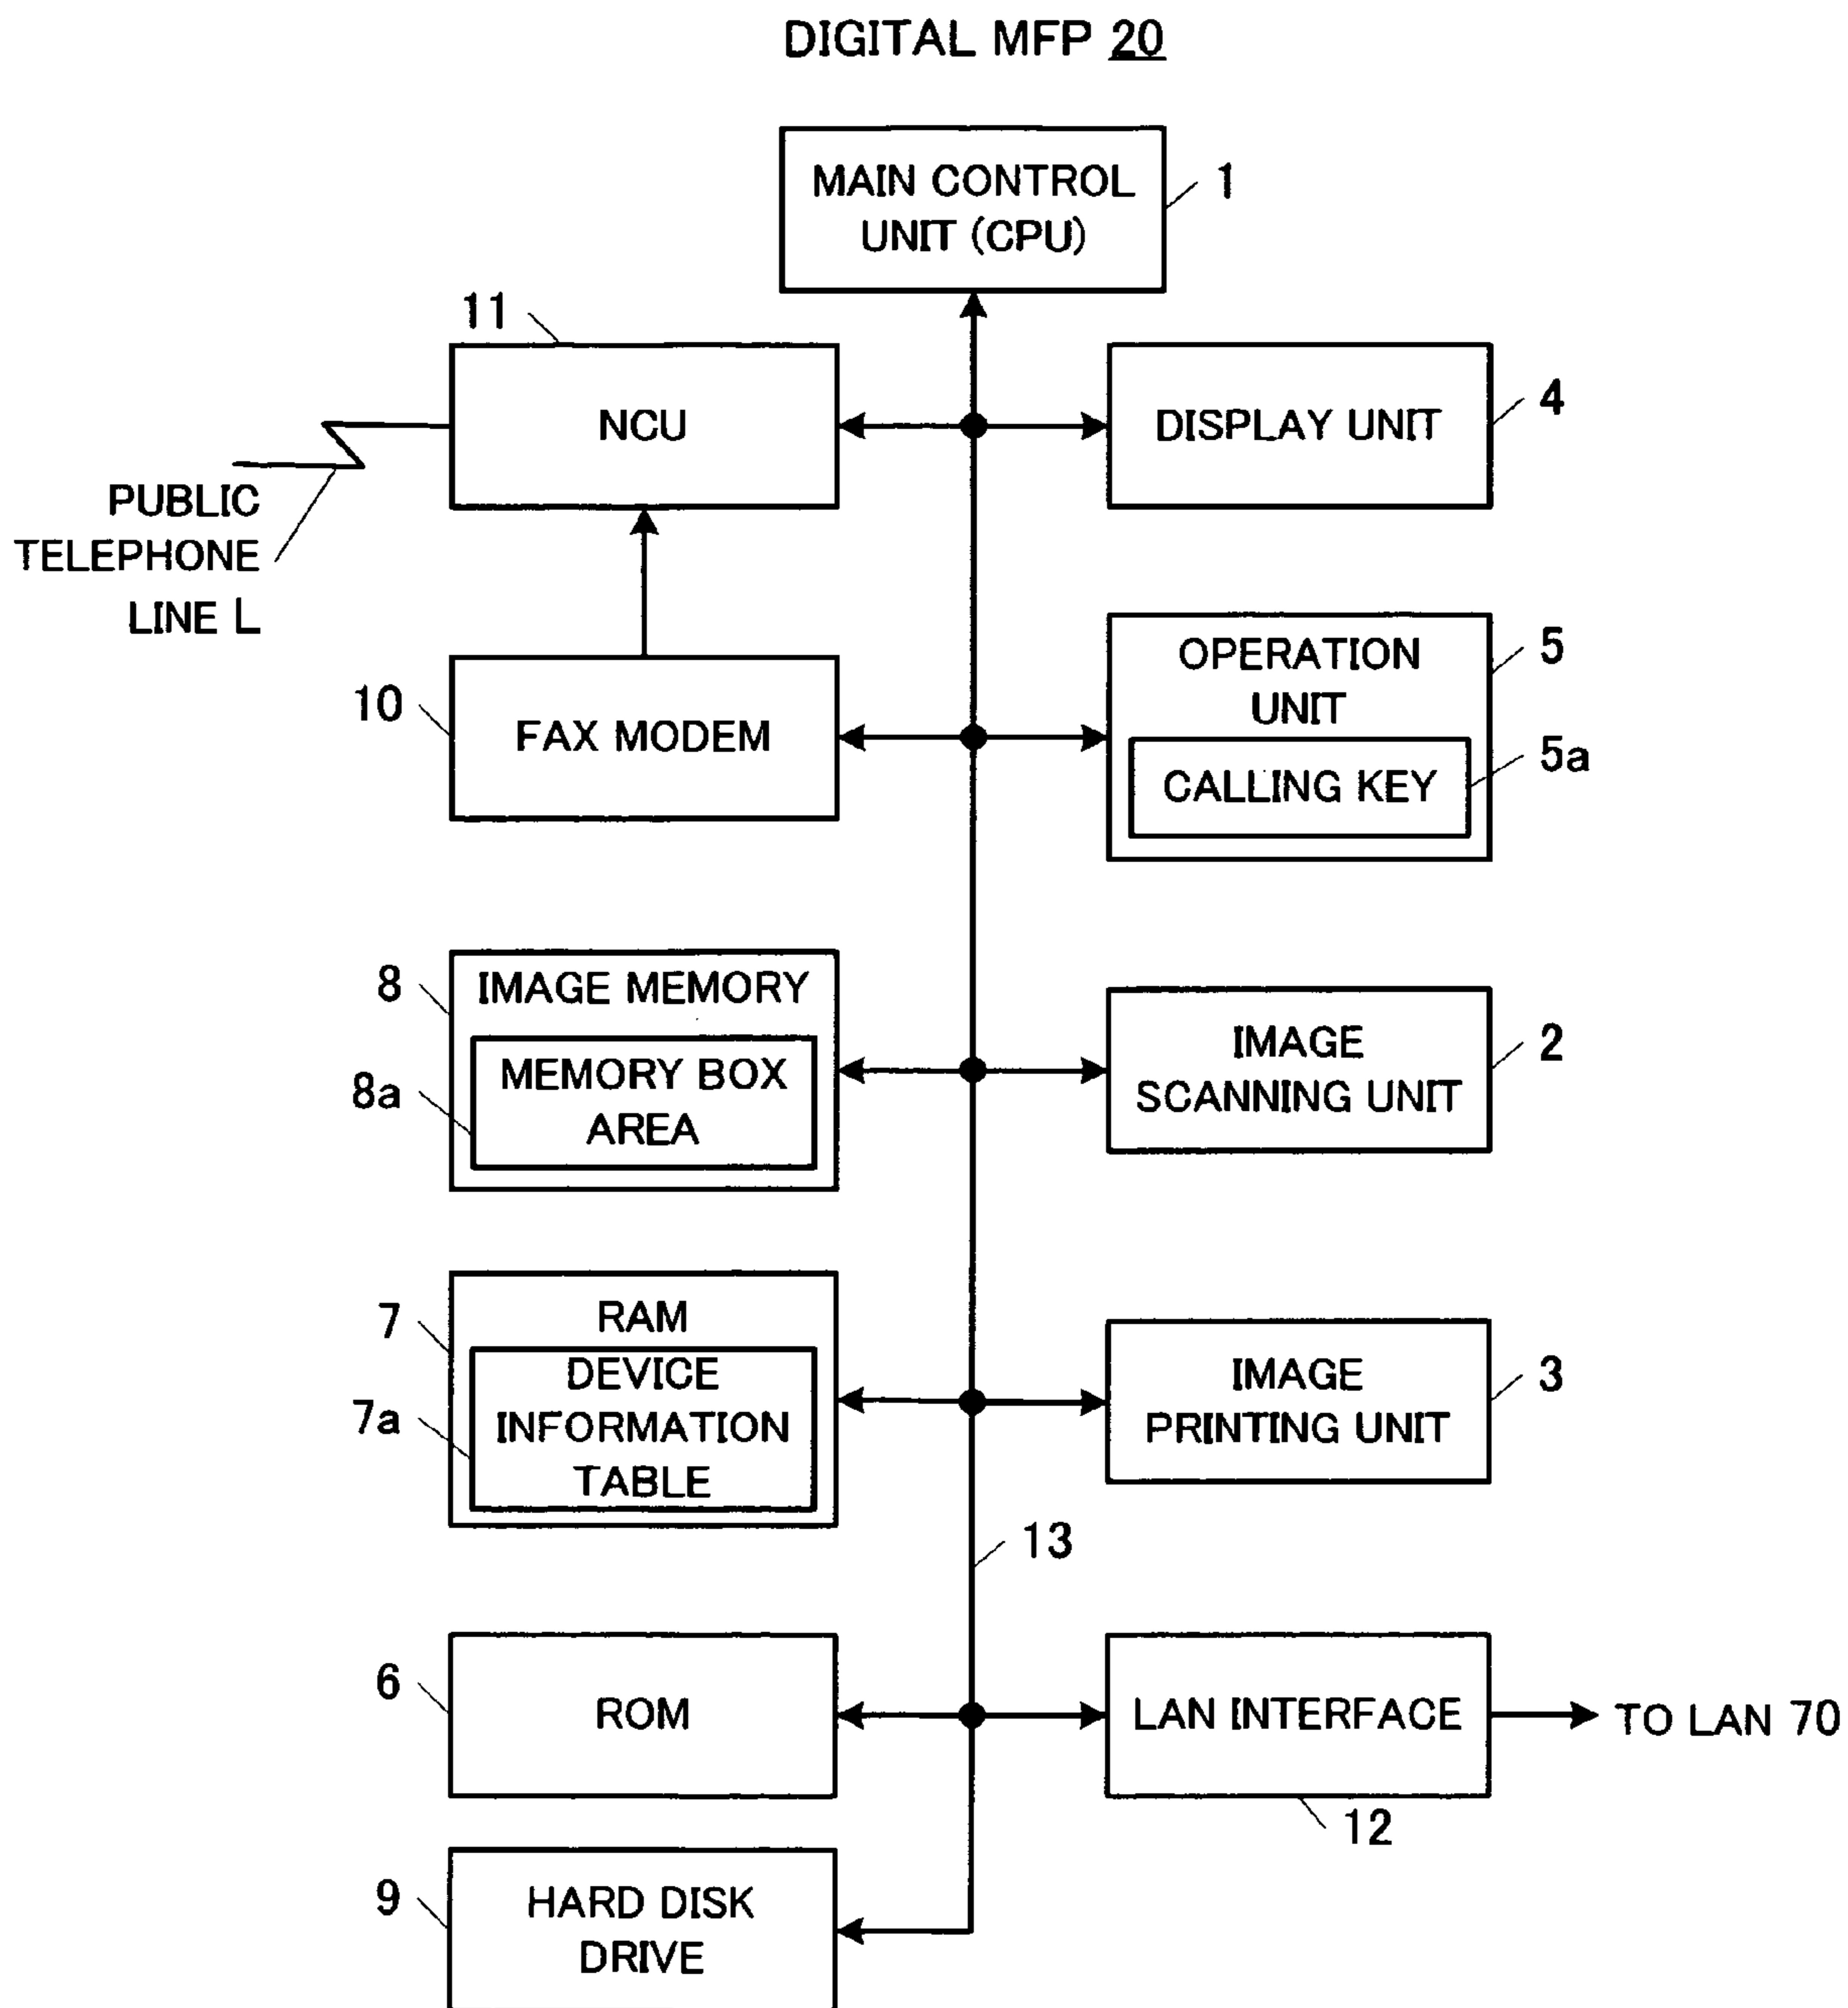 DIGITAL MFP 20
MAIN CONTROL
UNIT (CPU)
1
11
NCU
DISPLAY UNIT
4
PUBLIC
TELEPHONE
LINE L
10
FAX MODEM
OPERATION
UNIT
5
CALLING KEY
5a
8
IMAGE MEMORY
8a
MEMORY BOX
AREA
IMAGE
SCANNING UNIT
2
7
RAM
7a
DEVICE
INFORMATION
TABLE
IMAGE
PRINTING UNIT
3
13
6
ROM
LAN INTERFACE
TO LAN 70
12
9
HARD DISK
DRIVE